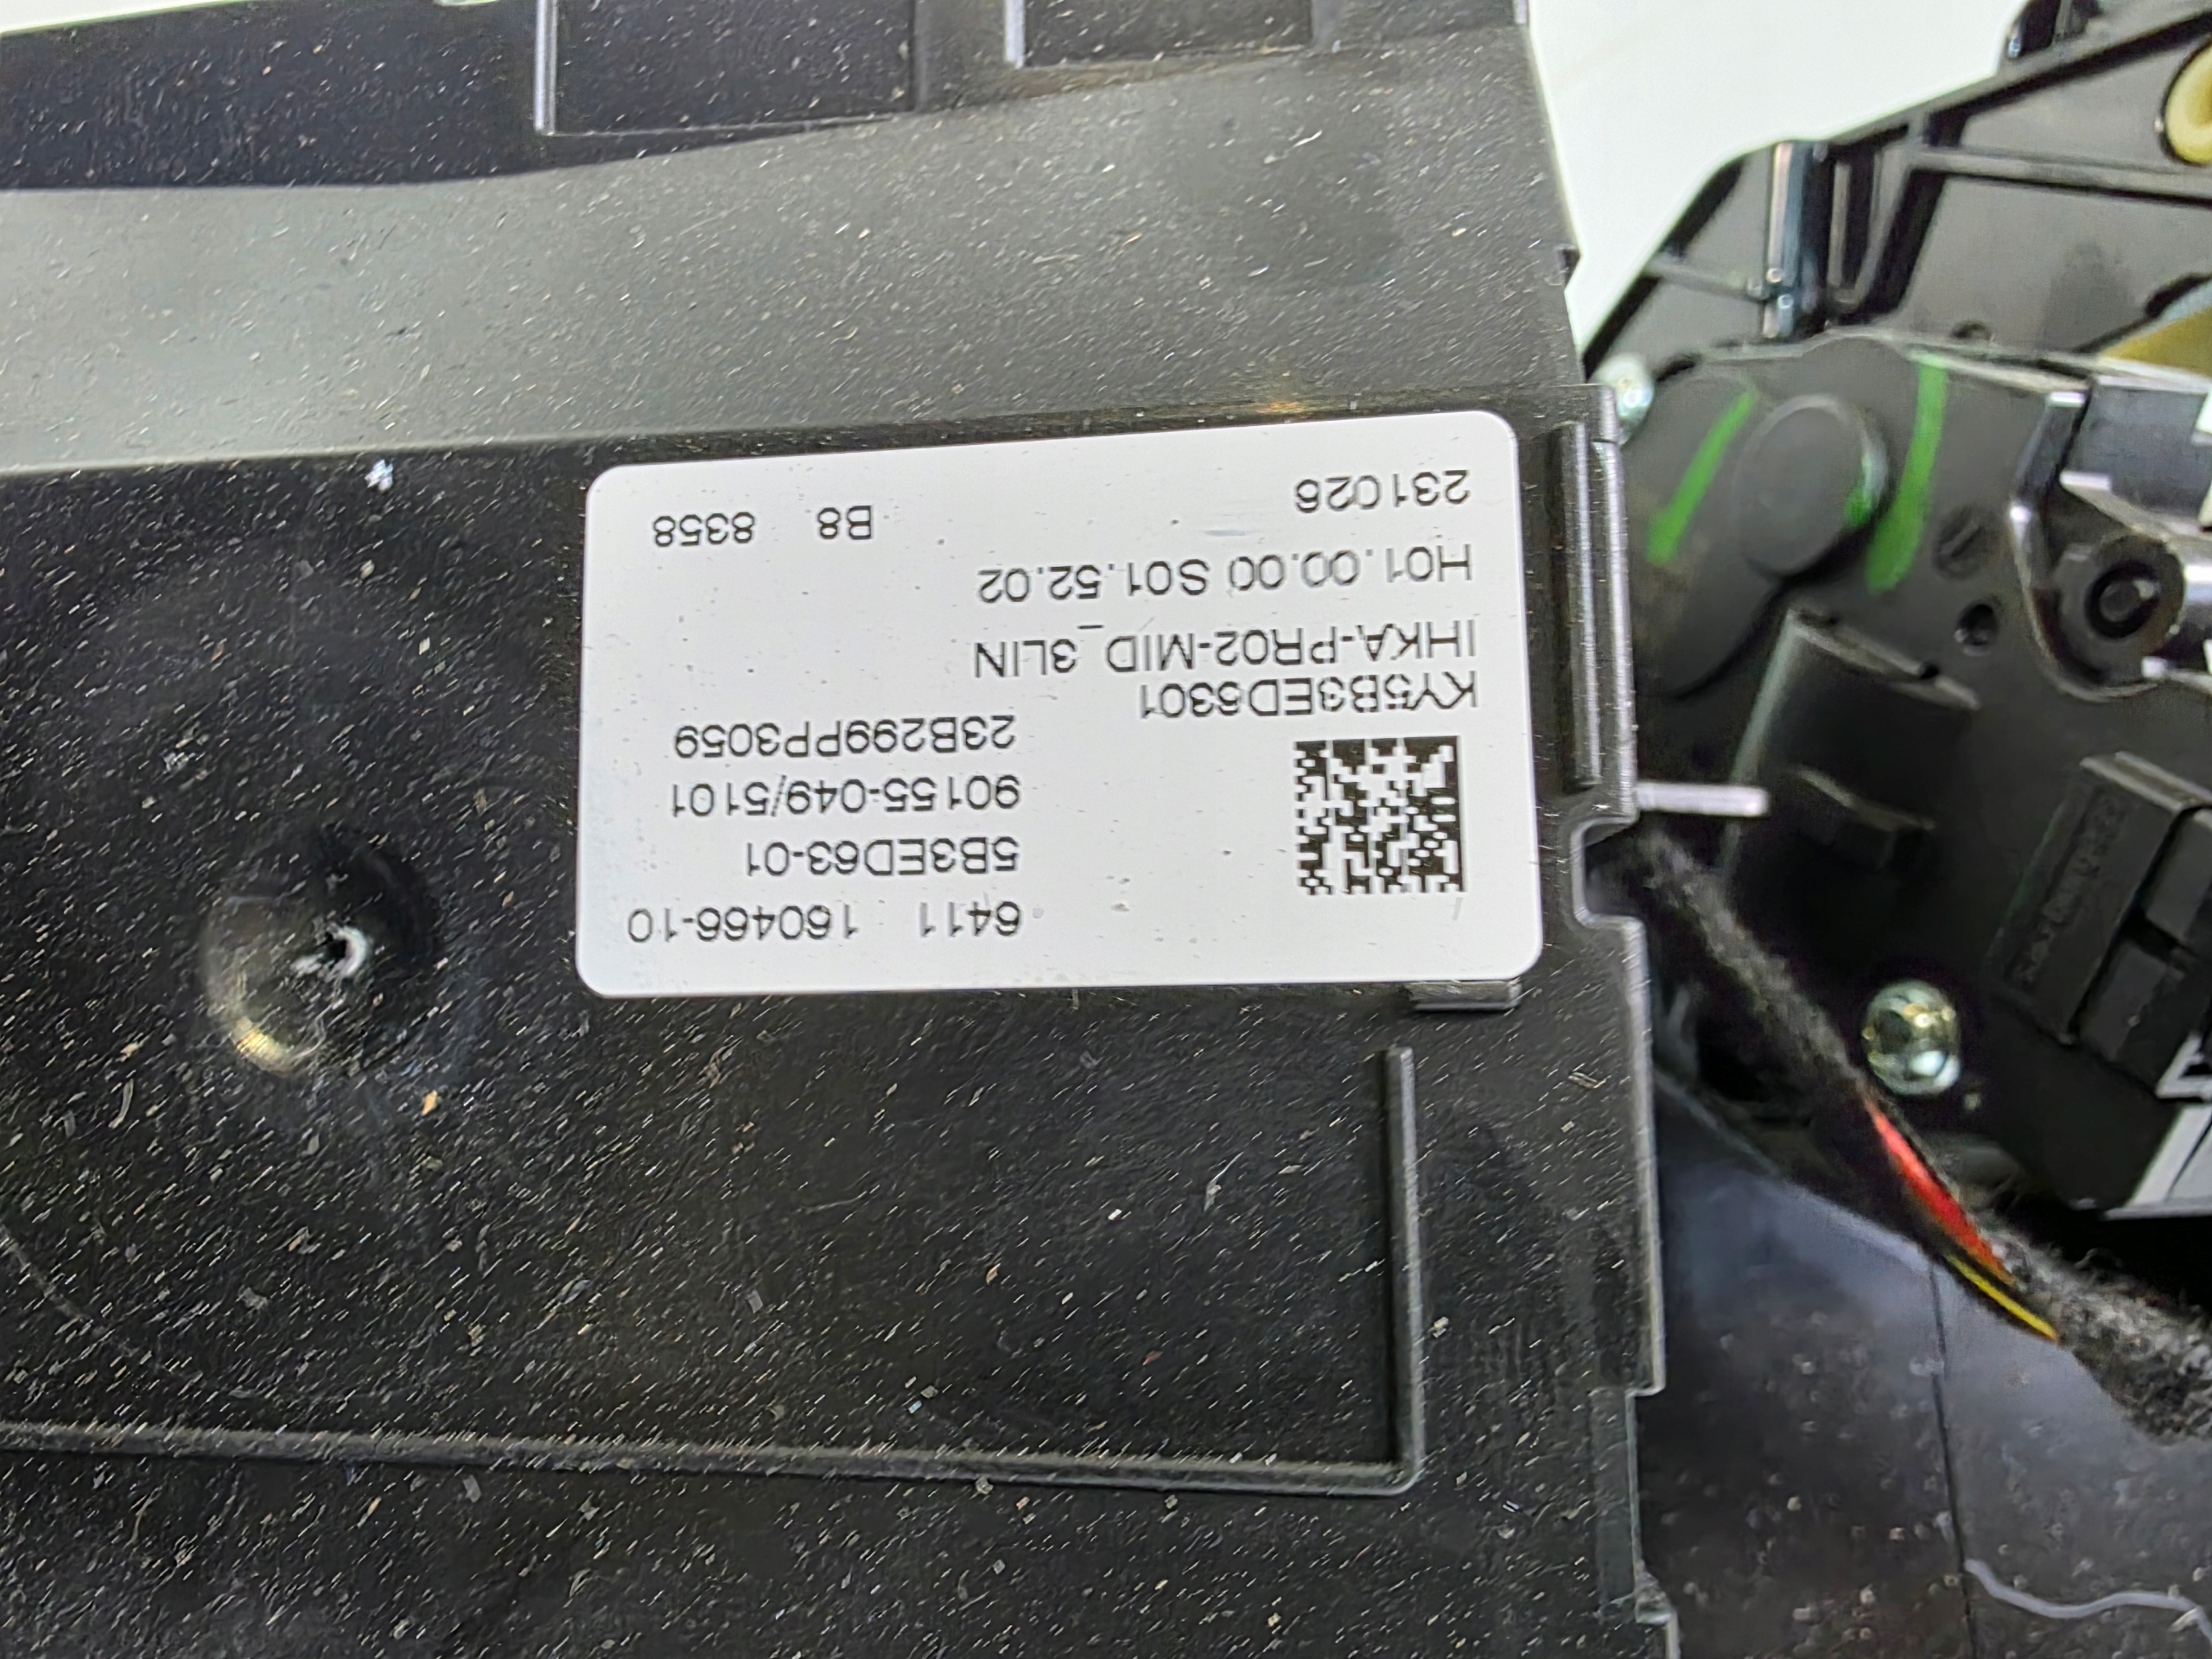 6411 160466-10
5B3ED63-01
90155-049/5101
23B299PP3059
KY5B3ED6301
IHKA-PR02-MID_3LIN
H01.00.00 S01.52.02
231026 B8 8358